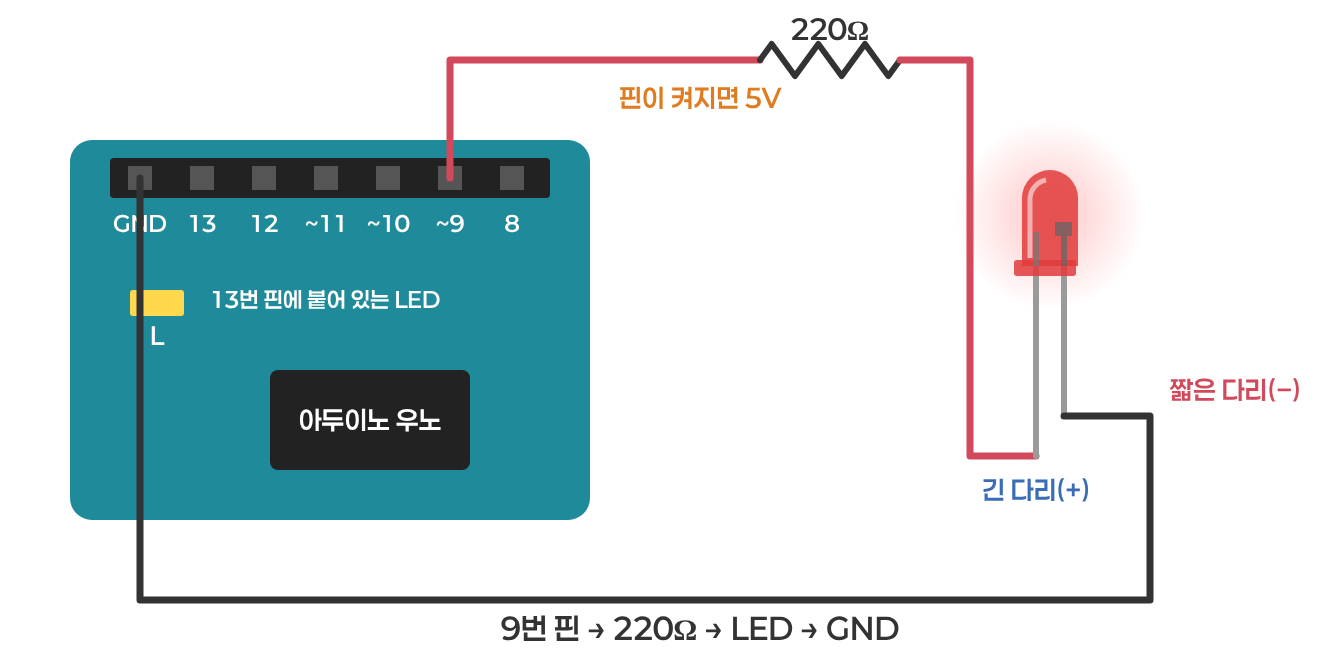 220Ω
핀이 켜지면 5V
GND 13 12 ~11 ~10 ~9 8
13번 핀에 붙어 있는 LED
L
아두이노 우노
짧은 다리(−)
긴 다리(+)
9번 핀 → 220Ω → LED → GND